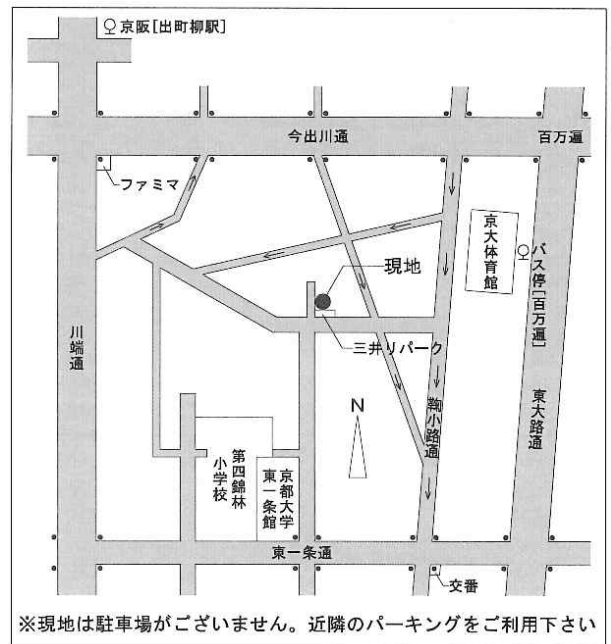 京阪[出町柳駅]
今出川通
百万遍
ファミマ
京大体育館
バス停[百万遍]
現地
三井リパーク
川端通
鞠小路通
東大路通
N
第四錦林
小学校
京都大学
東一条館
東一条通
交番
※現地は駐車場がございません。近隣のパーキングをご利用下さい